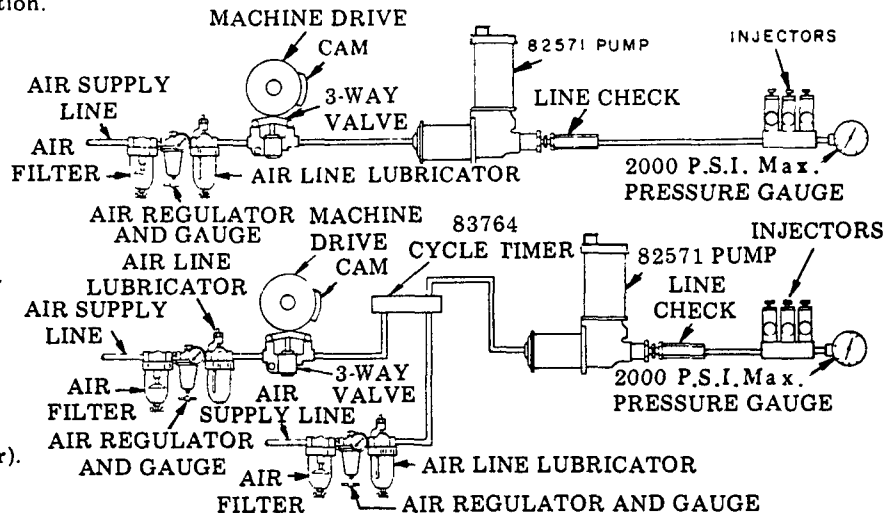 tion.
MACHINE DRIVE
CAM
82571 PUMP
INJECTORS
AIR SUPPLY
LINE
3-WAY
VALVE
LINE CHECK
AIR
FILTER
AIR LINE LUBRICATOR
2000 P.S.I. Max.
PRESSURE GAUGE
AIR REGULATOR
AND GAUGE
MACHINE
DRIVE
CAM
83764
CYCLE TIMER
INJECTORS
AIR LINE
LUBRICATOR
82571 PUMP
LINE
CHECK
AIR SUPPLY
LINE
3-WAY
VALVE
AIR
FILTER
AIR
SUPPLY LINE
2000 P.S.I. Max.
PRESSURE GAUGE
AIR REGULATOR
AND GAUGE
r).
AIR LINE LUBRICATOR
AIR
FILTER
AIR REGULATOR AND GAUGE